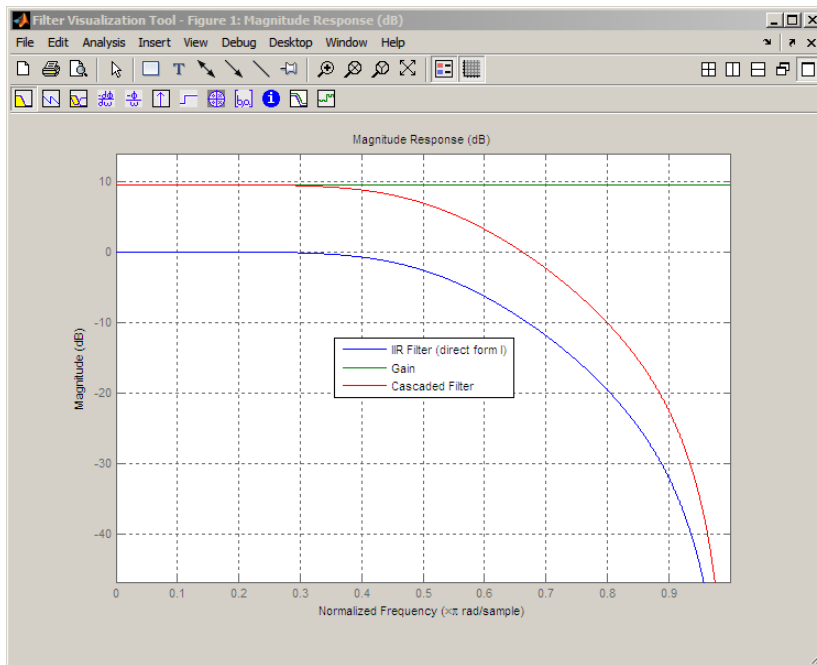 Filter Visualization Tool - Figure 1: Magnitude Response (dB)
File Edit Analysis Insert View Debug Desktop Window Help
Magnitude Response (dB)
10
0
-10
-20
-30
-40
Magnitude (dB)
IIR Filter (direct form I)
Gain
Cascaded Filter
0 0.1 0.2 0.3 0.4 0.5 0.6 0.7 0.8 0.9
Normalized Frequency (×π rad/sample)